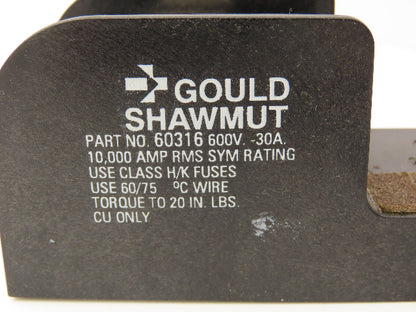 GOULD
SHAWMUT
PART NO. 60316 600V. -30A.
10,000 AMP RMS SYM RATING
USE CLASS H/K FUSES
USE 60/75 ºC WIRE
TORQUE TO 20 IN. LBS.
CU ONLY